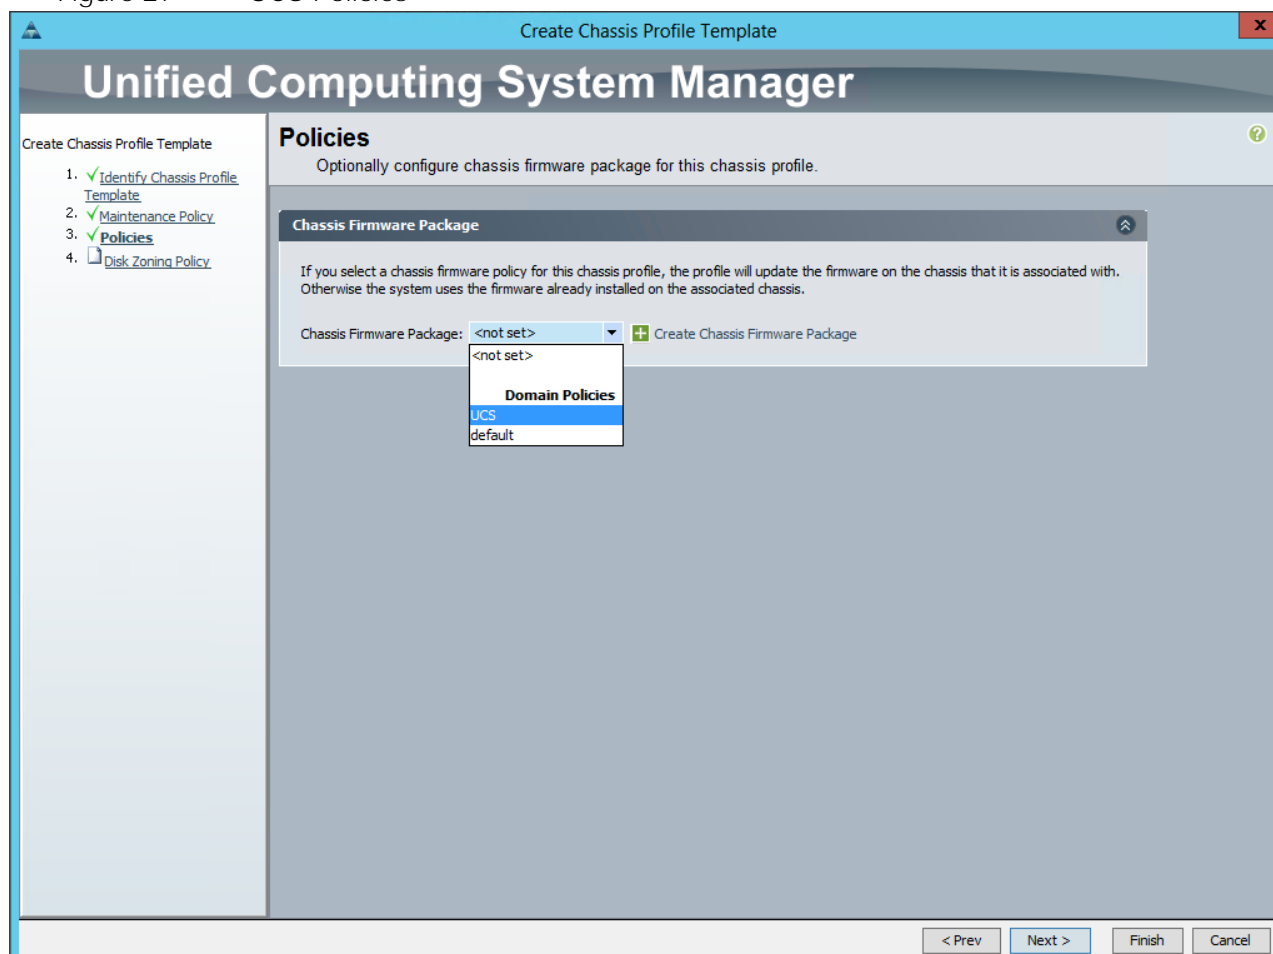 Figure 21 UCS Policies
Create Chassis Profile Template
X
Unified Computing System Manager
Create Chassis Profile Template
1. Identify Chassis Profile
Template
2. Maintenance Policy
3. Policies
4. Disk Zoning Policy
Policies
Optionally configure chassis firmware package for this chassis profile.
?
Chassis Firmware Package
If you select a chassis firmware policy for this chassis profile, the profile will update the firmware on the chassis that it is associated with.
Otherwise the system uses the firmware already installed on the associated chassis.
Chassis Firmware Package: <not set> Create Chassis Firmware Package
<not set>
Domain Policies
UCS
default
< Prev Next > Finish Cancel